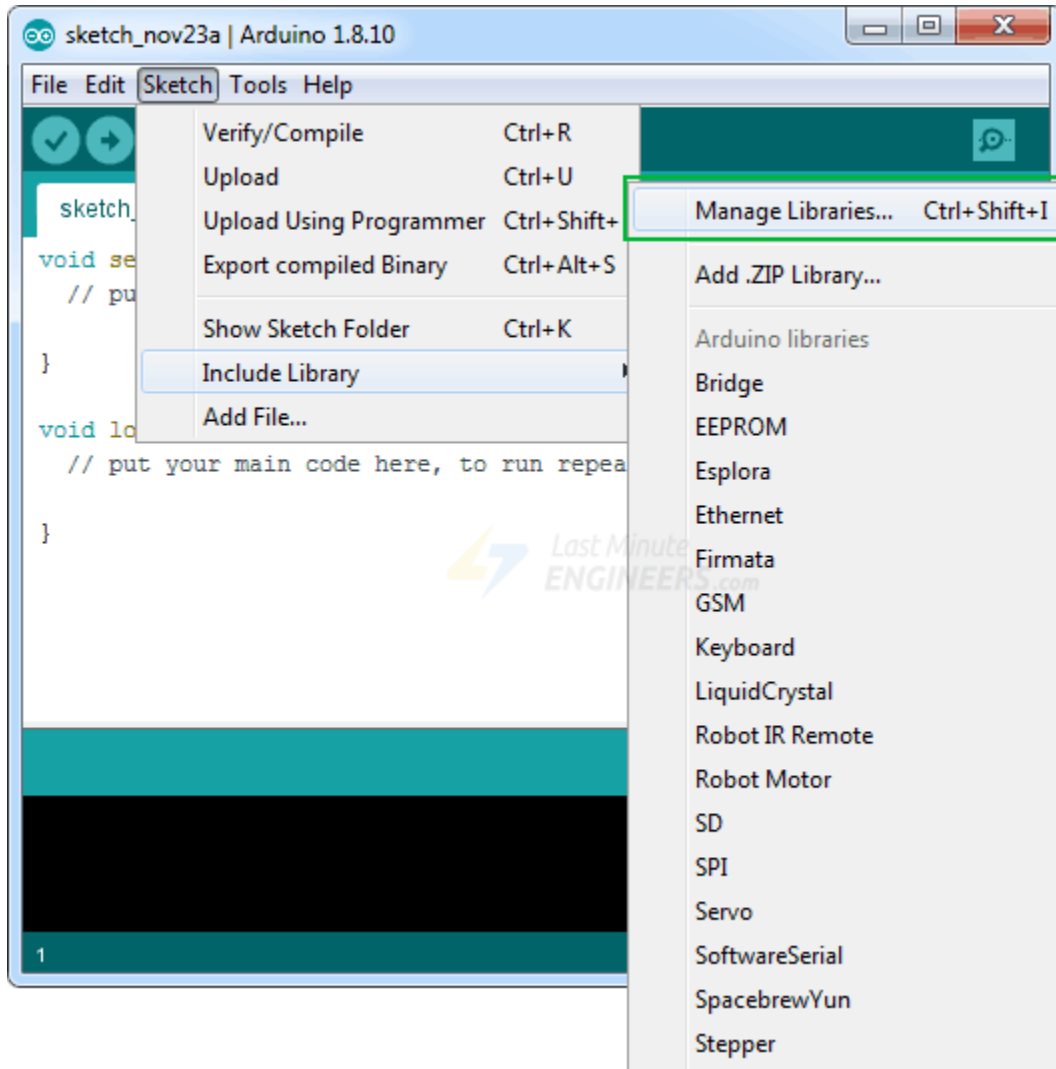 sketch_nov23a | Arduino 1.8.10
File Edit Sketch Tools Help
Verify/Compile Ctrl+R
Upload Ctrl+U
Upload Using Programmer Ctrl+Shift+
Export compiled Binary Ctrl+Alt+S
Show Sketch Folder Ctrl+K
Include Library
Add File...
Manage Libraries... Ctrl+Shift+I
Add .ZIP Library...
Arduino libraries
Bridge
EEPROM
Esplora
Ethernet
Firmata
GSM
Keyboard
LiquidCrystal
Robot IR Remote
Robot Motor
SD
SPI
Servo
SoftwareSerial
SpacebrewYun
Stepper
sketch_
void se
// pu
}
void lo
// put your main code here, to run repea
}
Last Minute
ENGINEERS.com
1